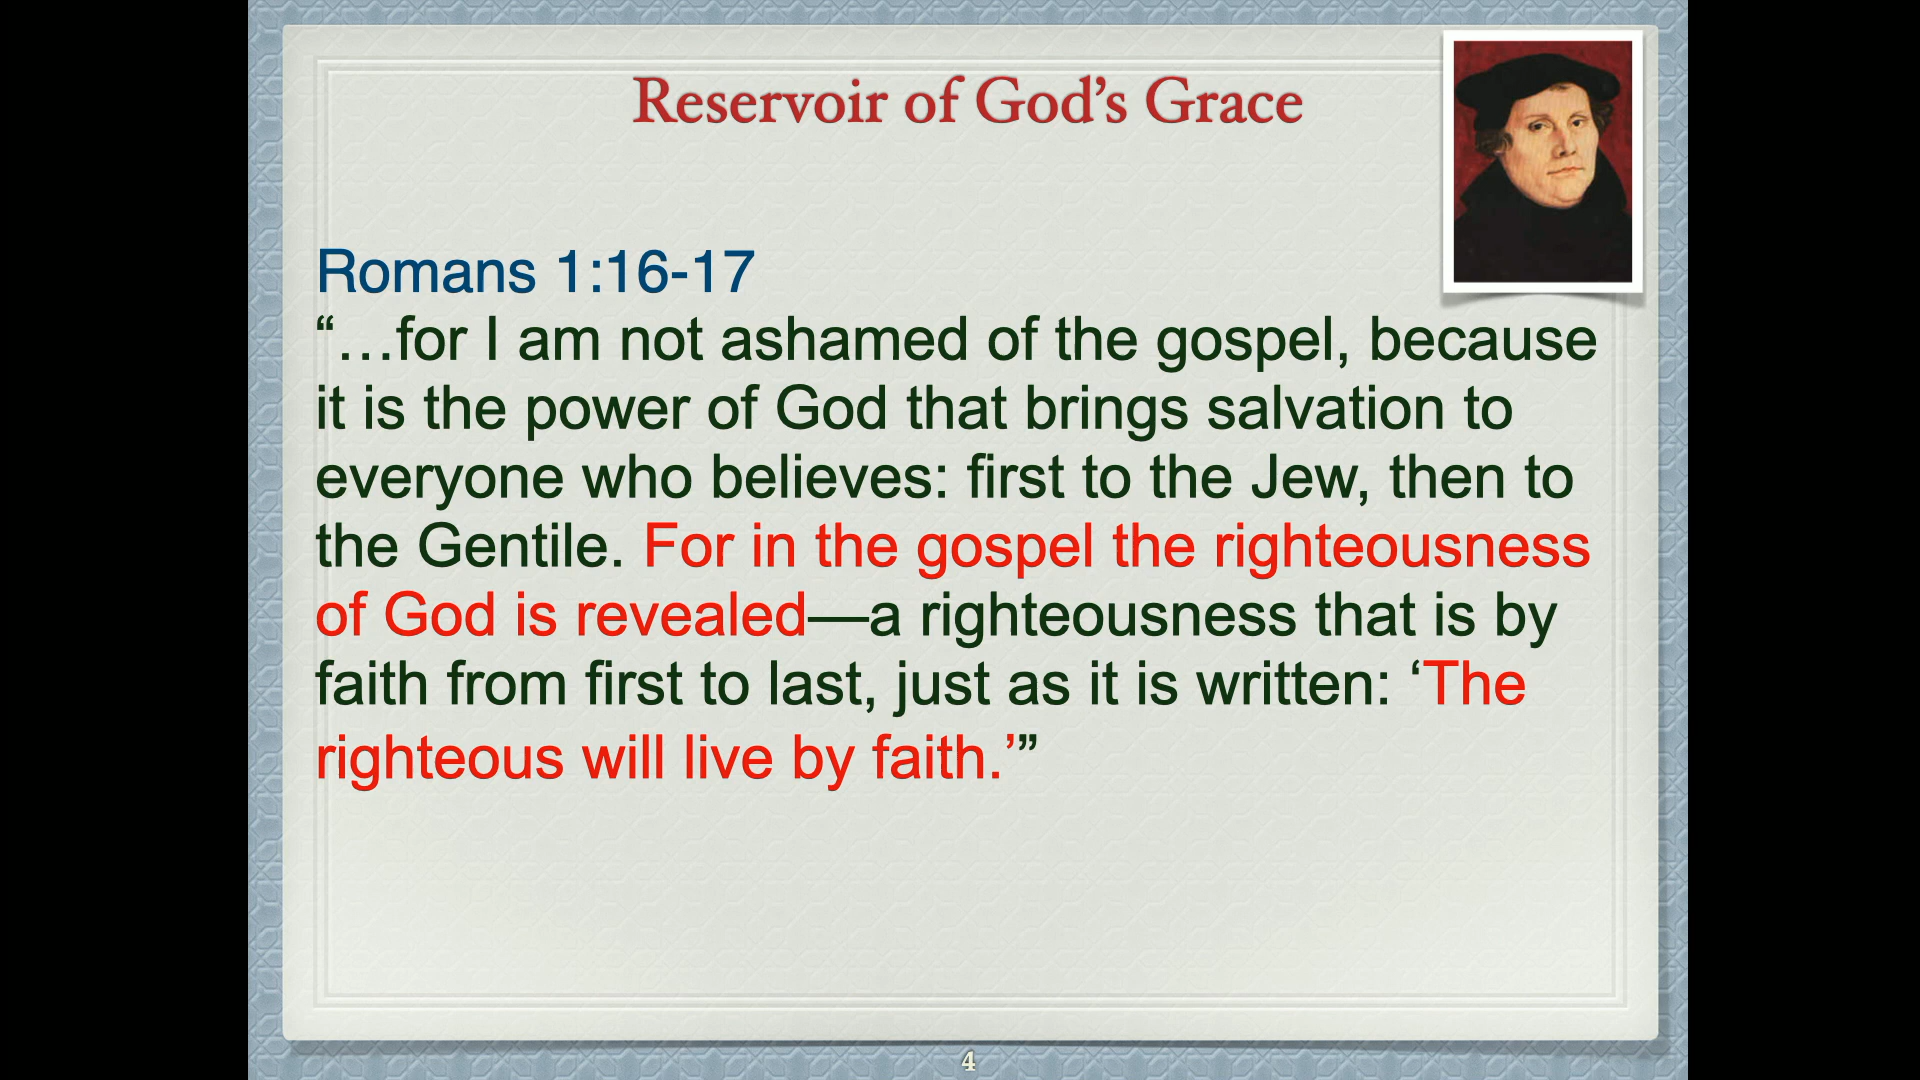 Reservoir of God’s Grace
Romans 1:16-17
“…for I am not ashamed of the gospel, because
it is the power of God that brings salvation to
everyone who believes: first to the Jew, then to
the Gentile. For in the gospel the righteousness
of God is revealed—a righteousness that is by
faith from first to last, just as it is written: ‘The
righteous will live by faith.’”
4